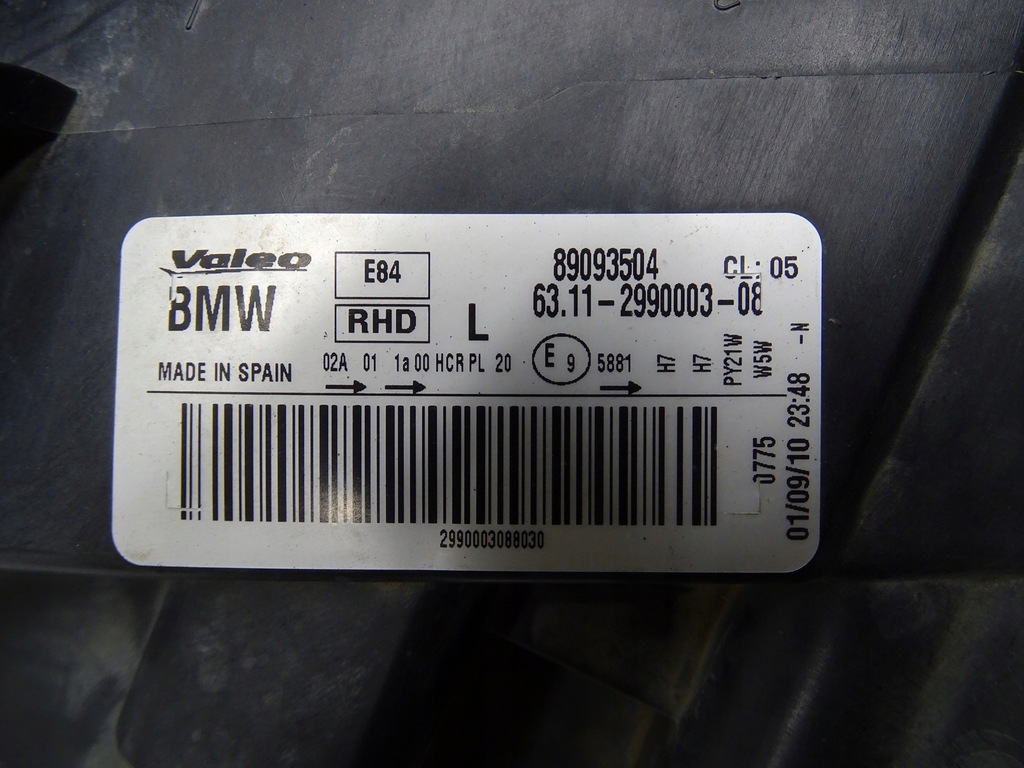 Valeo E84 89093504 CL: 05
BMW RHD L 63.11-2990003-08
MADE IN SPAIN 02A 01 1a 00 HCR PL 20 E 9 5881 H7 H7 PY21W W5W -N
0775
01/09/10 23:48
2990003088030